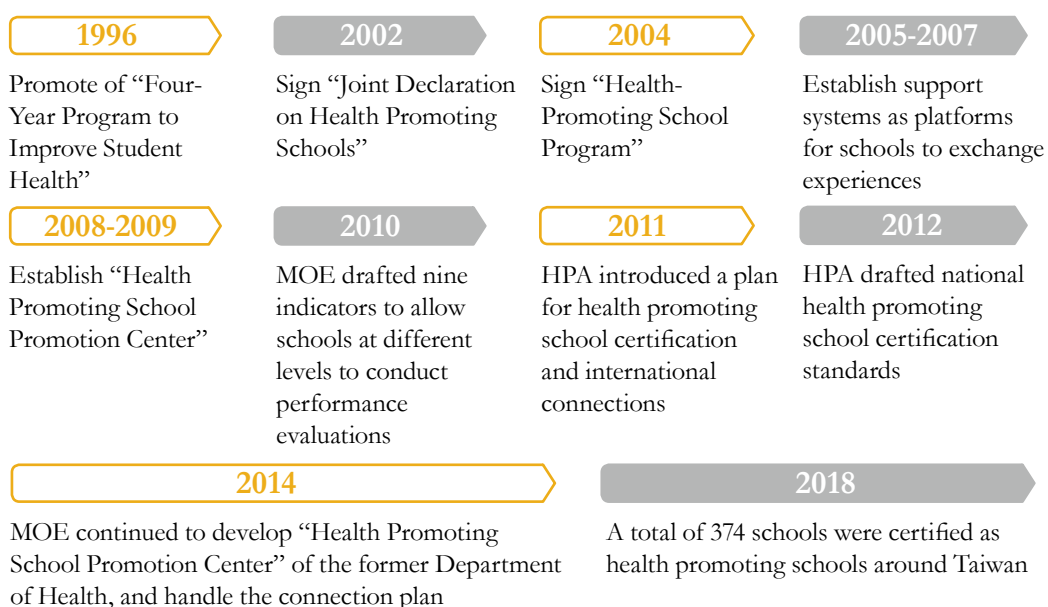 1996
Promote of “Four-
Year Program to
Improve Student
Health”
2002
Sign “Joint Declaration
on Health Promoting
Schools”
2004
Sign “Health-
Promoting School
Program”
2005-2007
Establish support
systems as platforms
for schools to exchange
experiences
2008-2009
Establish “Health
Promoting School
Promotion Center”
2010
MOE drafted nine
indicators to allow
schools at different
levels to conduct
performance
evaluations
2011
HPA introduced a plan
for health promoting
school certification
and international
connections
2012
HPA drafted national
health promoting
school certification
standards
2014
MOE continued to develop “Health Promoting
School Promotion Center” of the former Department
of Health, and handle the connection plan
2018
A total of 374 schools were certified as
health promoting schools around Taiwan